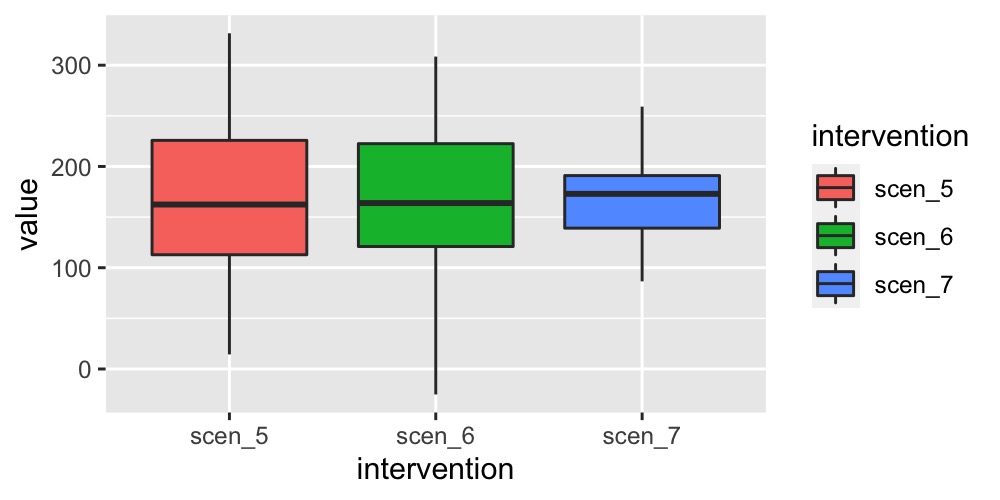 300
200
100
0
value
scen_5
scen_6
scen_7
intervention
intervention
scen_5
scen_6
scen_7